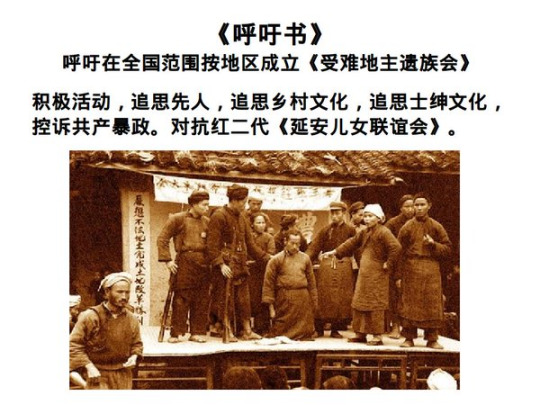 《呼吁书》
呼吁在全国范围按地区成立《受难地主遗族会》
积极活动，追思先人，追思乡村文化，追思士绅文化，
控诉共产暴政。对抗红二代《延安儿女联谊会》。